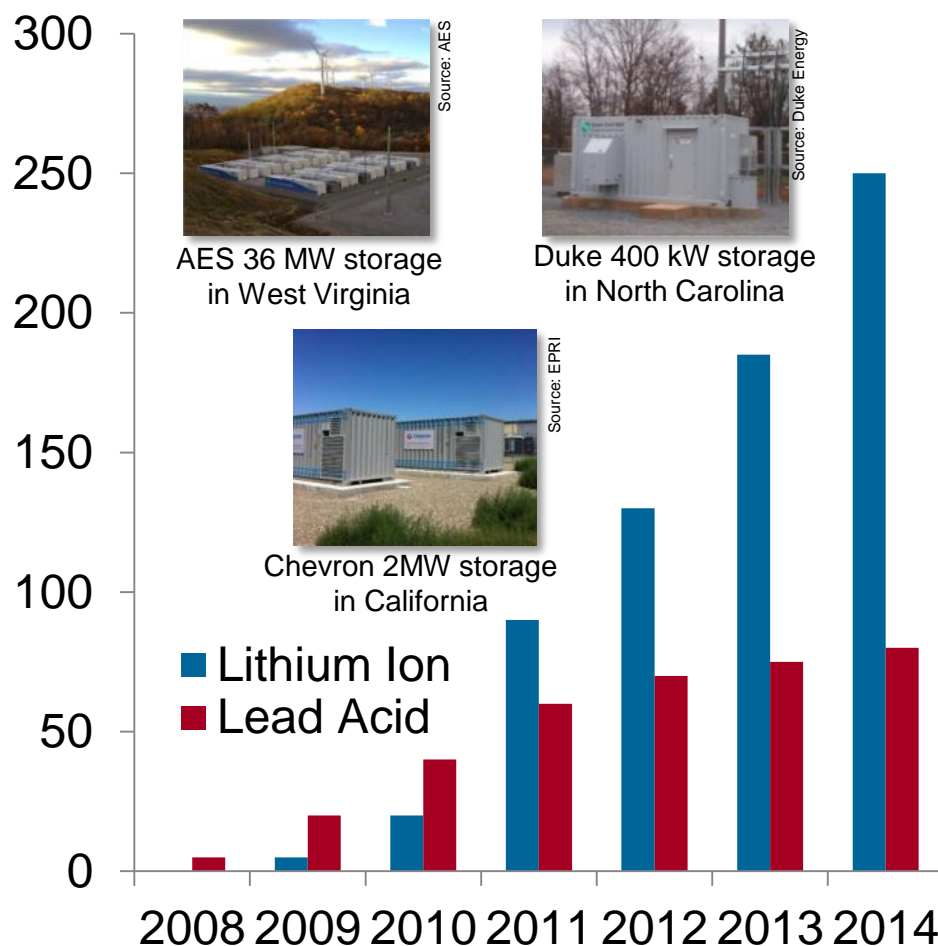 300
250
200
150
100
50
0
Source: AES
Source: Duke Energy
AES 36 MW storage
in West Virginia
Duke 400 kW storage
in North Carolina
Source: EPRI
Chevron 2MW storage
in California
Lithium Ion
Lead Acid
2008 2009 2010 2011 2012 2013 2014